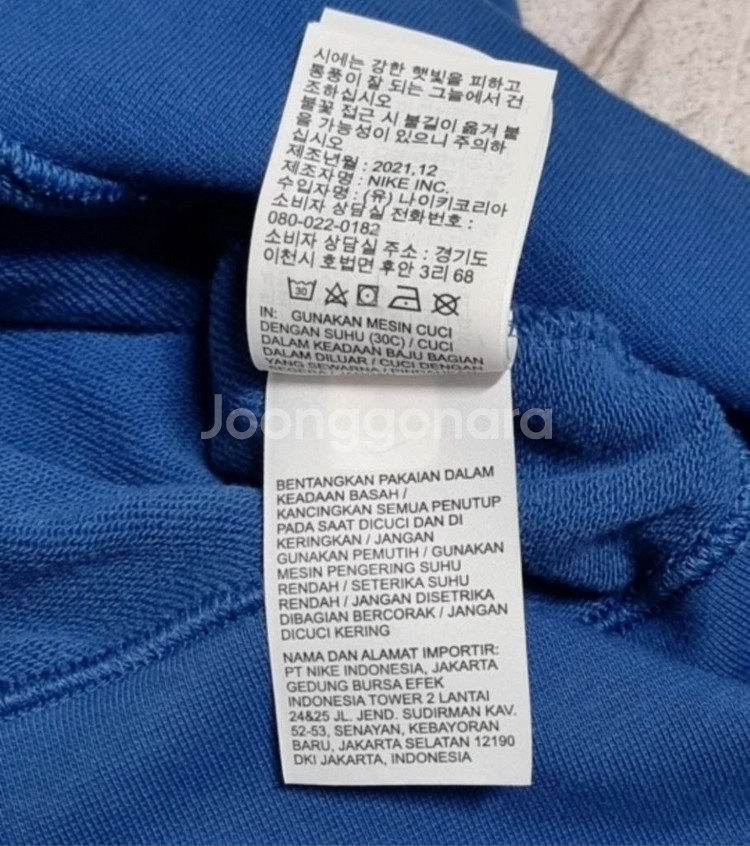 시에는 강한 햇빛을 피하고
통풍이 잘 되는 그늘에서 건
조하십시오
불꽃 접근 시 불길이 옮겨 붙
을 가능성이 있으니 주의하
십시오
제조년월 : 2021.12
제조자명 : NIKE INC.
수입자명 : (유) 나이키코리아
소비자 상담실 전화번호 :
080-022-0182
소비자 상담실 주소 : 경기도
이천시 호법면 후안 3리 68
30
IN: GUNAKAN MESIN CUCI
DENGAN SUHU (30C) / CUCI
DALAM KEADAAN BAJU BAGIAN
DALAM DILUAR / CUCI DENGAN
YANG SEWARNA /
Joonggonara
BENTANGKAN PAKAIAN DALAM
KEADAAN BASAH /
KANCINGKAN SEMUA PENUTUP
PADA SAAT DICUCI DAN DI
KERINGKAN / JANGAN
GUNAKAN PEMUTIH / GUNAKAN
MESIN PENGERING SUHU
RENDAH / SETERIKA SUHU
RENDAH / JANGAN DISETRIKA
DIBAGIAN BERCORAK / JANGAN
DICUCI KERING
NAMA DAN ALAMAT IMPORTIR:
PT NIKE INDONESIA, JAKARTA
GEDUNG BURSA EFEK
INDONESIA TOWER 2 LANTAI
24&25 JL. JEND. SUDIRMAN KAV.
52-53, SENAYAN, KEBAYORAN
BARU, JAKARTA SELATAN 12190
DKI JAKARTA, INDONESIA